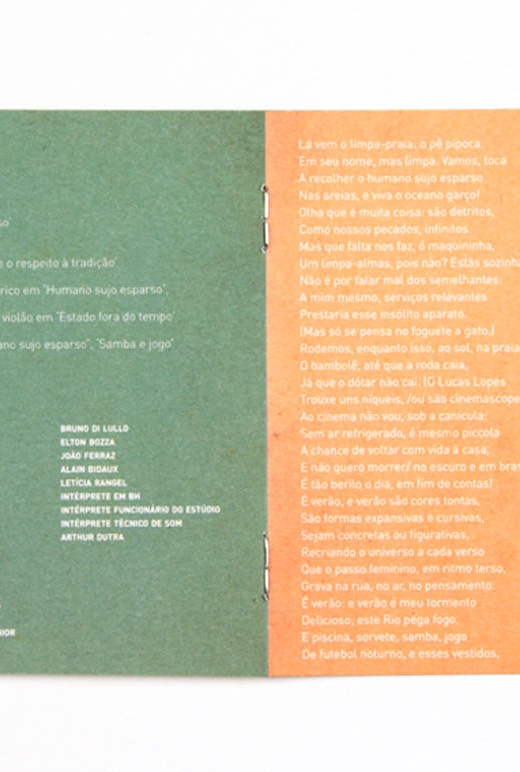 so"
e o respeito à tradição"
rico em "Humano sujo esparso",
violão em "Estado fora do tempo"
ano sujo esparso", "Samba e jogo"
BRUNO DI LULLO
ELTON BOZZA
JOÃO FERRAZ
ALAIN BIDAUX
LETÍCIA RANGEL
INTÉRPRETE EM BH
INTÉRPRETE FUNCIONÁRIO DO ESTÚDIO
INTÉRPRETE TÉCNICO DE SOM
ARTHUR DUTRA
IOR
Lá vem o limpa-praia: o pé pipoca
Em seu nome, mas limpa. Vamos, toca
A recolher o humano sujo esparso
Nas areias, e viva o oceano garço!
Olha que é muita coisa: são detritos,
Como nossos pecados, infinitos.
Mas que falta nos faz, ó maquininha,
Um limpa-almas, pois não? Estás sozinha
Não é por falar mal dos semelhantes:
A mim mesmo, serviços relevantes
Prestaria esse insólito aparato.
(Mas só se pensa no foguete a gato.)
Rodemos, enquanto isso, ao sol, na praia
O bambolê, até que a roda caia,
Já que o dólar não cai. (O Lucas Lopes
Trouxe uns níqueis, /ou são cinemascope
Ao cinema não vou, sob a canícula:
Sem ar refrigerado, é mesmo piccola
A chance de voltar com vida à casa,
E não quero morrer/ no escuro e em bras
É tão berilo o dia, em fim de contas!
É verão, e verão são cores tontas,
São formas expansivas e cursivas,
Sejam concretas ou figurativas,
Recriando o universo a cada verso
Que o passo feminino, em ritmo terso,
Grava na rua, no ar, no pensamento.
É verão: e verão é meu tormento
Delicioso; este Rio pega fogo.
E piscina, sorvete, samba, jogo
De futebol noturno, e esses vestidos,